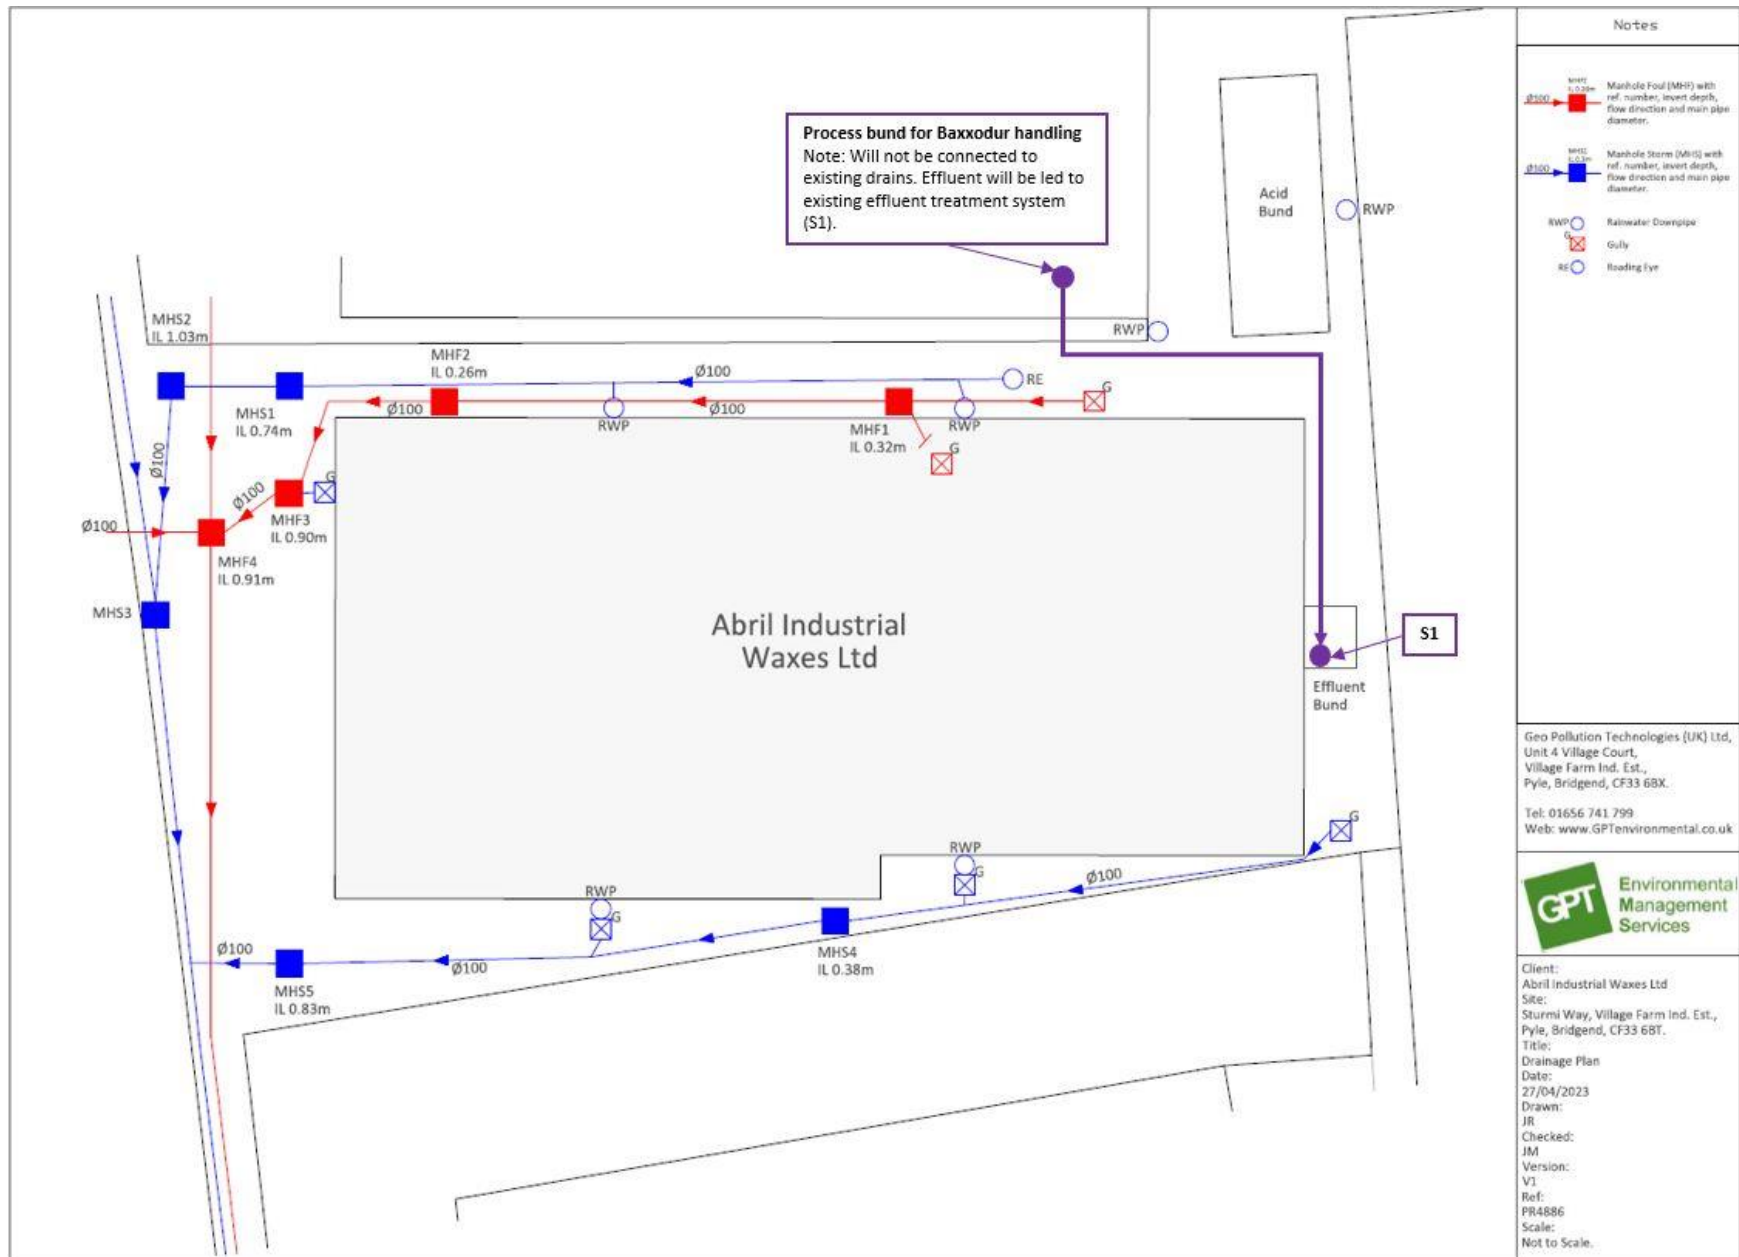 Notes
MHF2
IL 0.26m
Ø100
Manhole Foul (MHF) with
ref. number, invert depth,
flow direction and main pipe
diameter.
Ø100
Manhole Storm (MHS) with
ref. number, invert depth,
flow direction and main pipe
diameter.
RWP
Rainwater Downpipe
G
Gully
RE
Roading Eye
Process bund for Baxxodur handling
Note: Will not be connected to
existing drains. Effluent will be led to
existing effluent treatment system
(S1).
Acid
Bund
RWP
RWP
MHS2
IL 1.03m
MHF2
IL 0.26m
Ø100
RE
G
MHS1
IL 0.74m
Ø100
Ø100
RWP
MHF1
IL 0.32m
RWP
G
Ø100
Ø100
G
MHF3
IL 0.90m
Ø100
MHF4
IL 0.91m
MHS3
Abril Industrial
Waxes Ltd
S1
Effluent
Bund
G
RWP
G
Ø100
RWP
G
MHS4
IL 0.38m
Ø100
Ø100
MHS5
IL 0.83m
Geo Pollution Technologies (UK) Ltd,
Unit 4 Village Court,
Village Farm Ind. Est.,
Pyle, Bridgend, CF33 6BX.
Tel: 01656 741 799
Web: www.GPTenvironmental.co.uk
GPT
Environmental
Management
Services
Client:
Abril Industrial Waxes Ltd
Site:
Sturmi Way, Village Farm Ind. Est.,
Pyle, Bridgend, CF33 6BT.
Title:
Drainage Plan
Date:
27/04/2023
Drawn:
JR
Checked:
JM
Version:
V1
Ref:
PR4886
Scale:
Not to Scale.